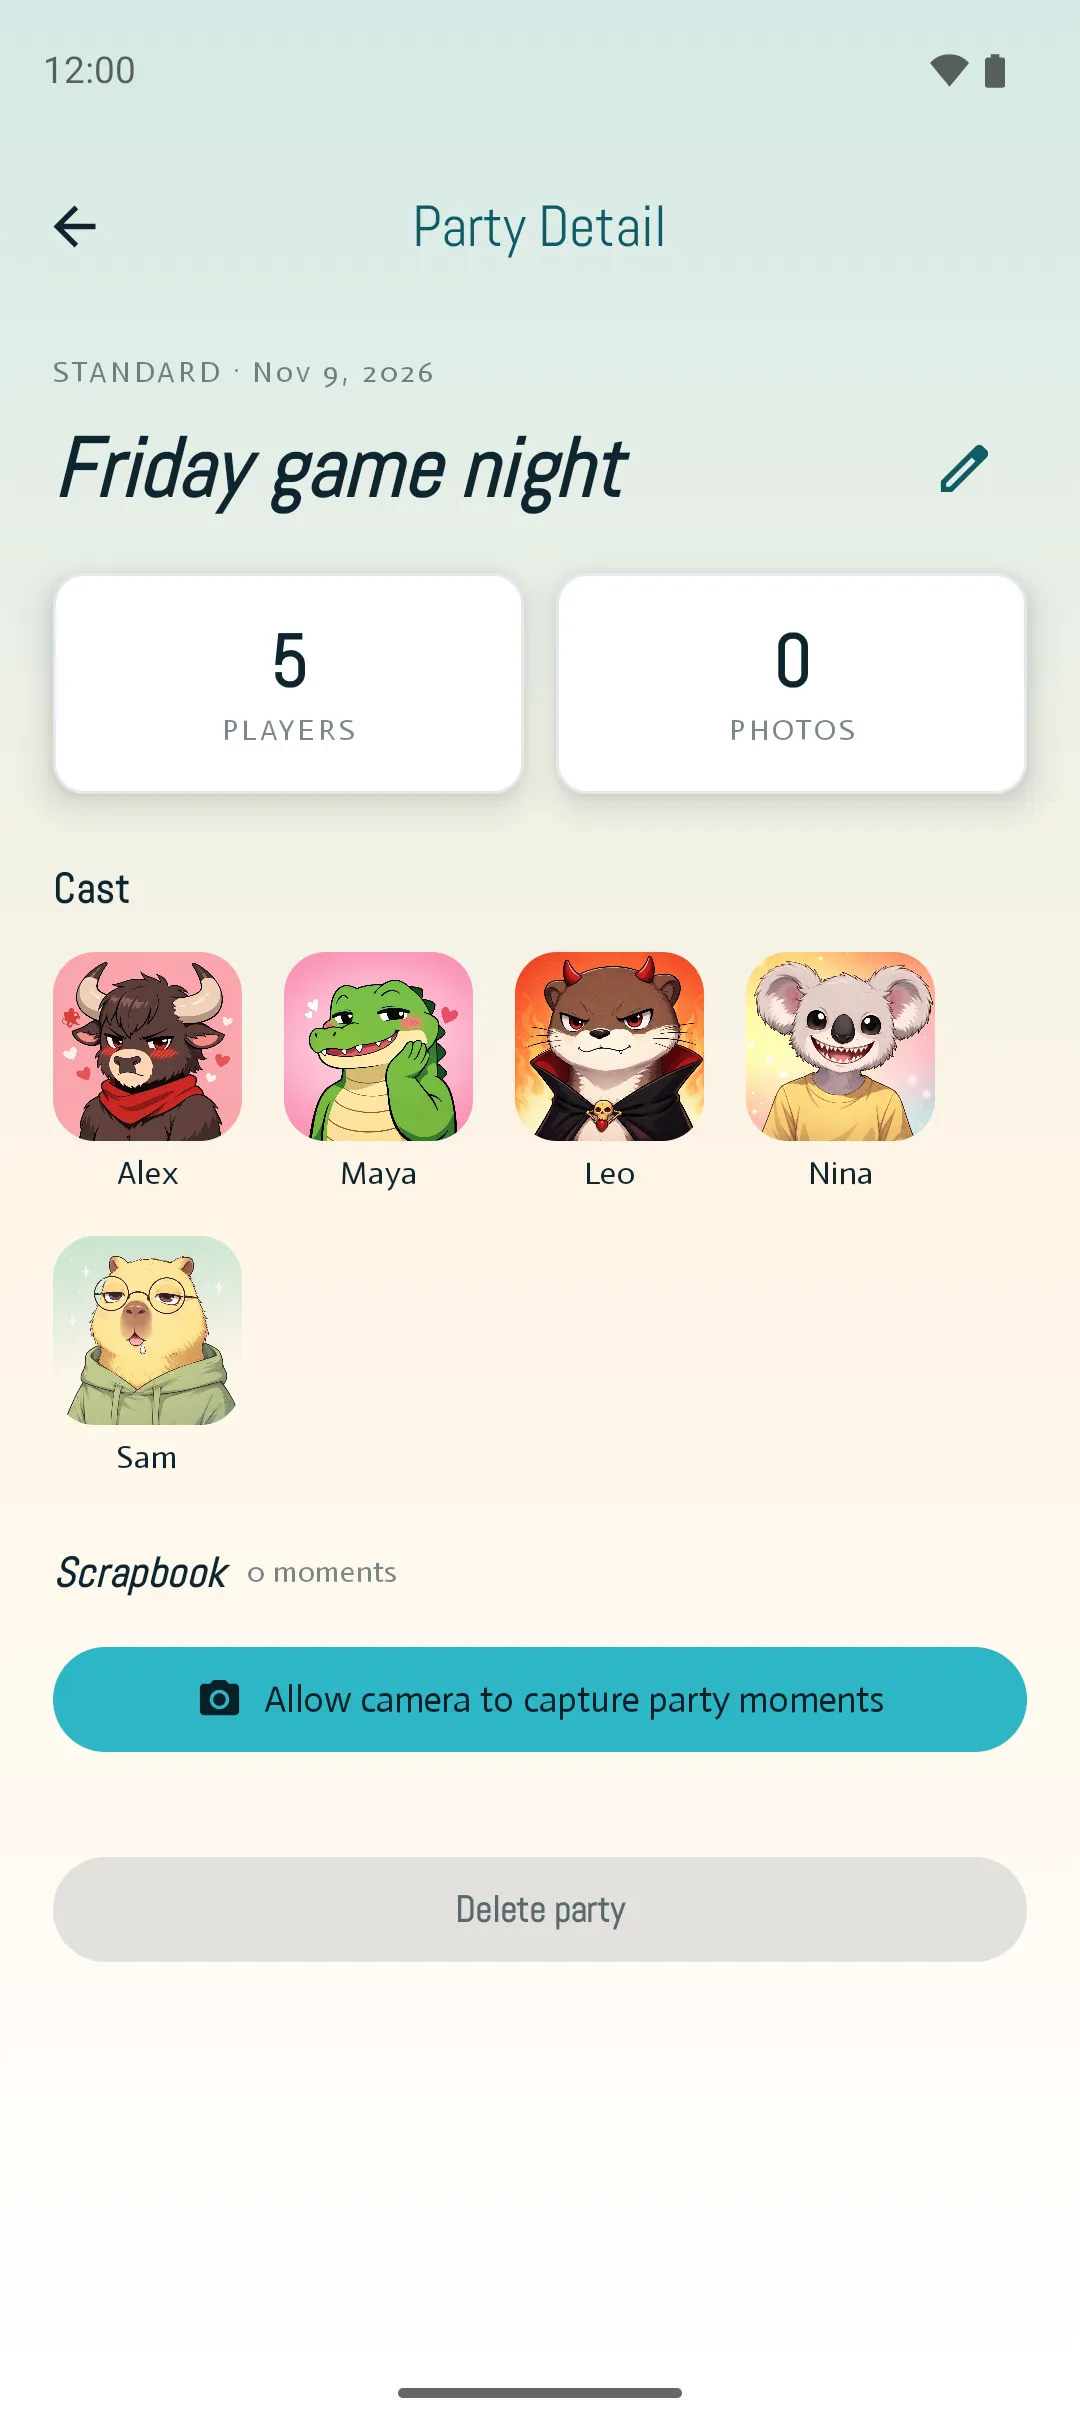 12:00
Party Detail
STANDARD · Nov 9, 2026
Friday game night
5
PLAYERS
0
PHOTOS
Cast
Alex
Maya
Leo
Nina
Sam
Scrapbook 0 moments
Allow camera to capture party moments
Delete party